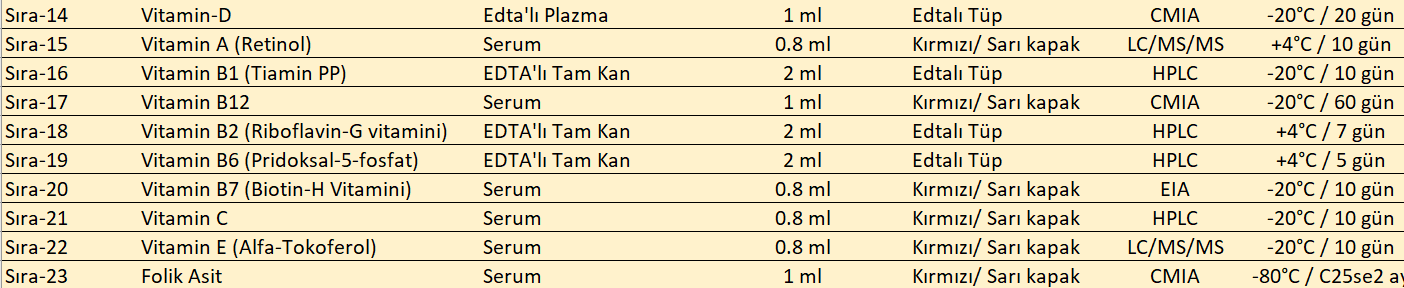 Sıra-14 Vitamin-D Edta'lı Plazma 1 ml Edtalı Tüp CMIA -20°C / 20 gün
Sıra-15 Vitamin A (Retinol) Serum 0.8 ml Kırmızı/ Sarı kapak LC/MS/MS +4°C / 10 gün
Sıra-16 Vitamin B1 (Tiamin PP) EDTA'lı Tam Kan 2 ml Edtalı Tüp HPLC -20°C / 10 gün
Sıra-17 Vitamin B12 Serum 1 ml Kırmızı/ Sarı kapak CMIA -20°C / 60 gün
Sıra-18 Vitamin B2 (Riboflavin-G vitamini) EDTA'lı Tam Kan 2 ml Edtalı Tüp HPLC +4°C / 7 gün
Sıra-19 Vitamin B6 (Pridoksal-5-fosfat) EDTA'lı Tam Kan 2 ml Edtalı Tüp HPLC +4°C / 5 gün
Sıra-20 Vitamin B7 (Biotin-H Vitamini) Serum 0.8 ml Kırmızı/ Sarı kapak EIA -20°C / 10 gün
Sıra-21 Vitamin C Serum 0.8 ml Kırmızı/ Sarı kapak HPLC -20°C / 10 gün
Sıra-22 Vitamin E (Alfa-Tokoferol) Serum 0.8 ml Kırmızı/ Sarı kapak LC/MS/MS -20°C / 10 gün
Sıra-23 Folik Asit Serum 1 ml Kırmızı/ Sarı kapak CMIA -80°C / C25se2 ay